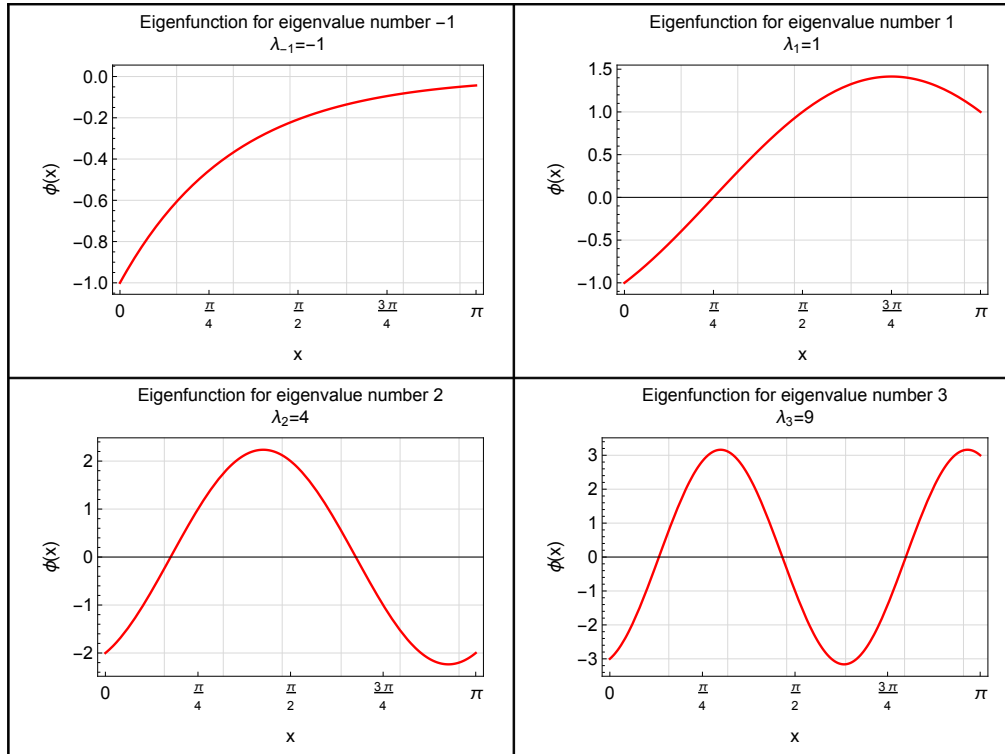 Eigenfunction for eigenvalue number −1
λ₋₁=−1
0.0
−0.2
−0.4
−0.6
−0.8
−1.0
ϕ(x)
0 π/4 π/2 3π/4 π
x
Eigenfunction for eigenvalue number 1
λ₁=1
1.5
1.0
0.5
0.0
−0.5
−1.0
ϕ(x)
0 π/4 π/2 3π/4 π
x
Eigenfunction for eigenvalue number 2
λ₂=4
2
1
0
−1
−2
ϕ(x)
0 π/4 π/2 3π/4 π
x
Eigenfunction for eigenvalue number 3
λ₃=9
3
2
1
0
−1
−2
−3
ϕ(x)
0 π/4 π/2 3π/4 π
x